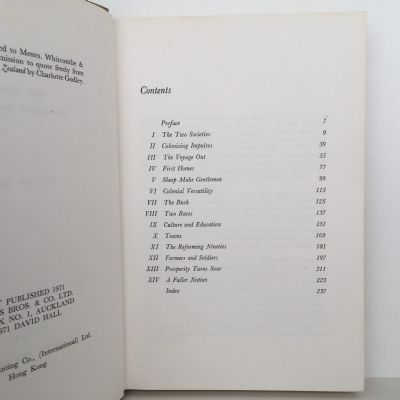 ed to Messrs. Whitcombe &
mission to quote freely from
Zealand by Charlotte Godley.
T PUBLISHED 1971
S BROS. & CO. LTD.
X NO. 1, AUCKLAND
971 DAVID HALL
nting Co., (International) Ltd.
Hong Kong
Contents
Preface 7
I The Two Societies 9
II Colonizing Impulses 39
III The Voyage Out 55
IV First Homes 77
V Sheep Make Gentlemen 99
VI Colonial Versatility 113
VII The Bush 125
VIII Two Races 137
IX Culture and Education 151
X Towns 169
XI The Reforming Nineties 181
XII Farmers and Soldiers 197
XIII Prosperity Turns Sour 211
XIV A Fuller Nation 223
Index 237